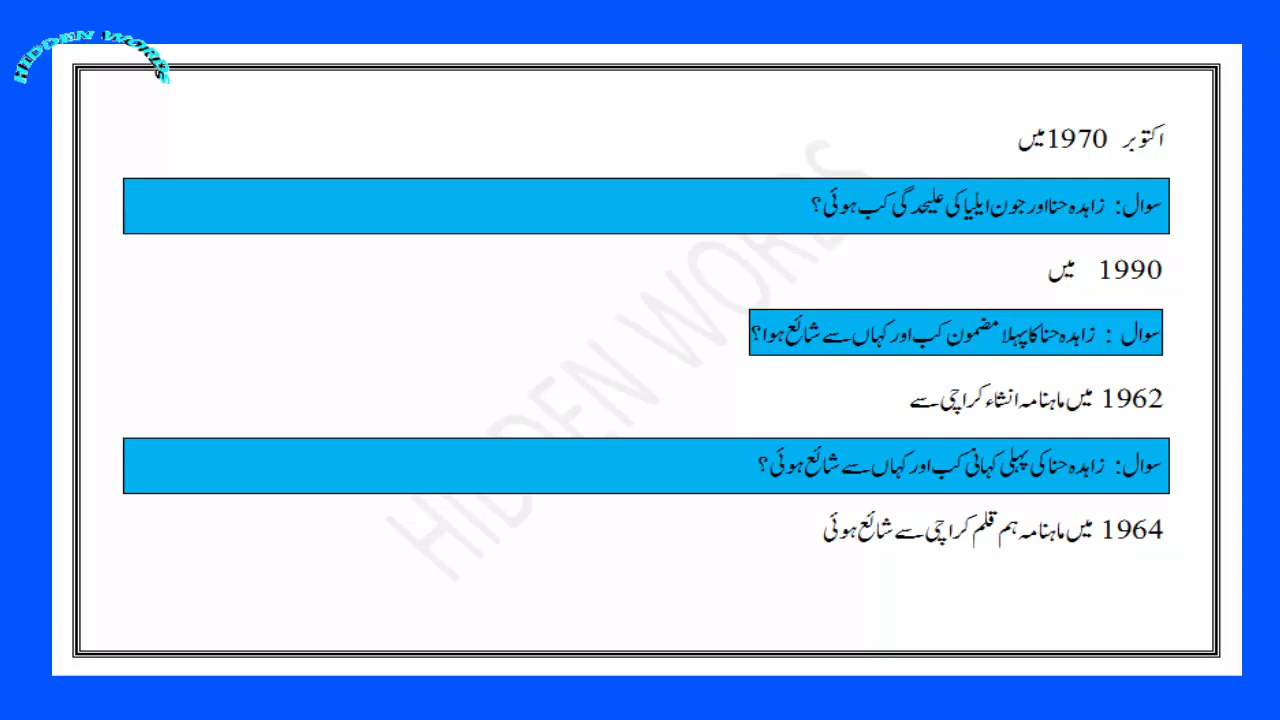 HIDDEN WORDS
اکتوبر 1970 میں
سوال: زاہدہ حنا اور جون ایلیا کی علیحدگی کب ہوئی؟
1990 میں
سوال : زاہدہ حنا کا پہلا مضمون کب اور کہاں سے شائع ہوا؟
1962 میں ماہنامہ انشاء کراچی سے
سوال: زاہدہ حنا کی پہلی کہانی کب اور کہاں سے شائع ہوئی؟
1964 میں ماہنامہ ہم قلم کراچی سے شائع ہوئی
HIDDEN WORDS